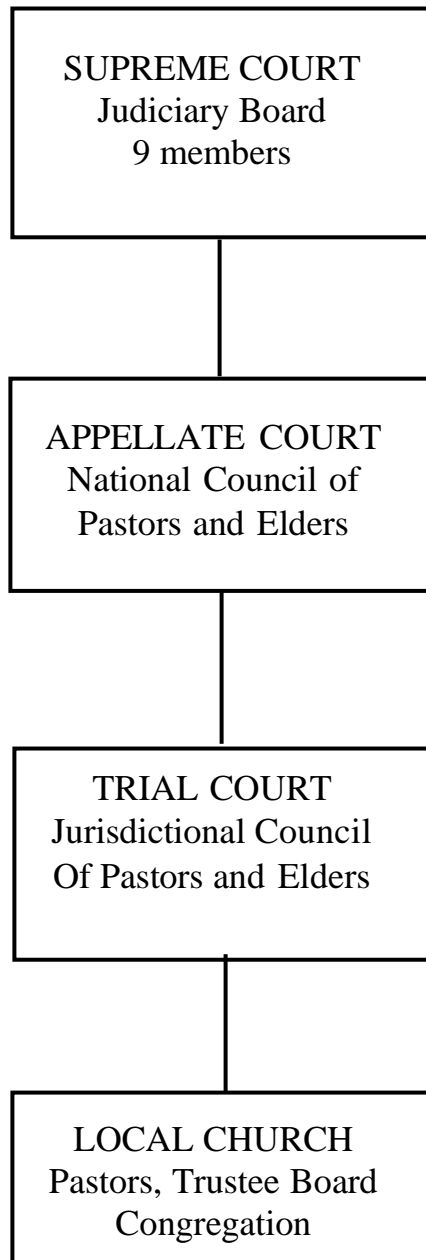 SUPREME COURT
Judiciary Board
9 members
APPELLATE COURT
National Council of
Pastors and Elders
TRIAL COURT
Jurisdictional Council
Of Pastors and Elders
LOCAL CHURCH
Pastors, Trustee Board
Congregation